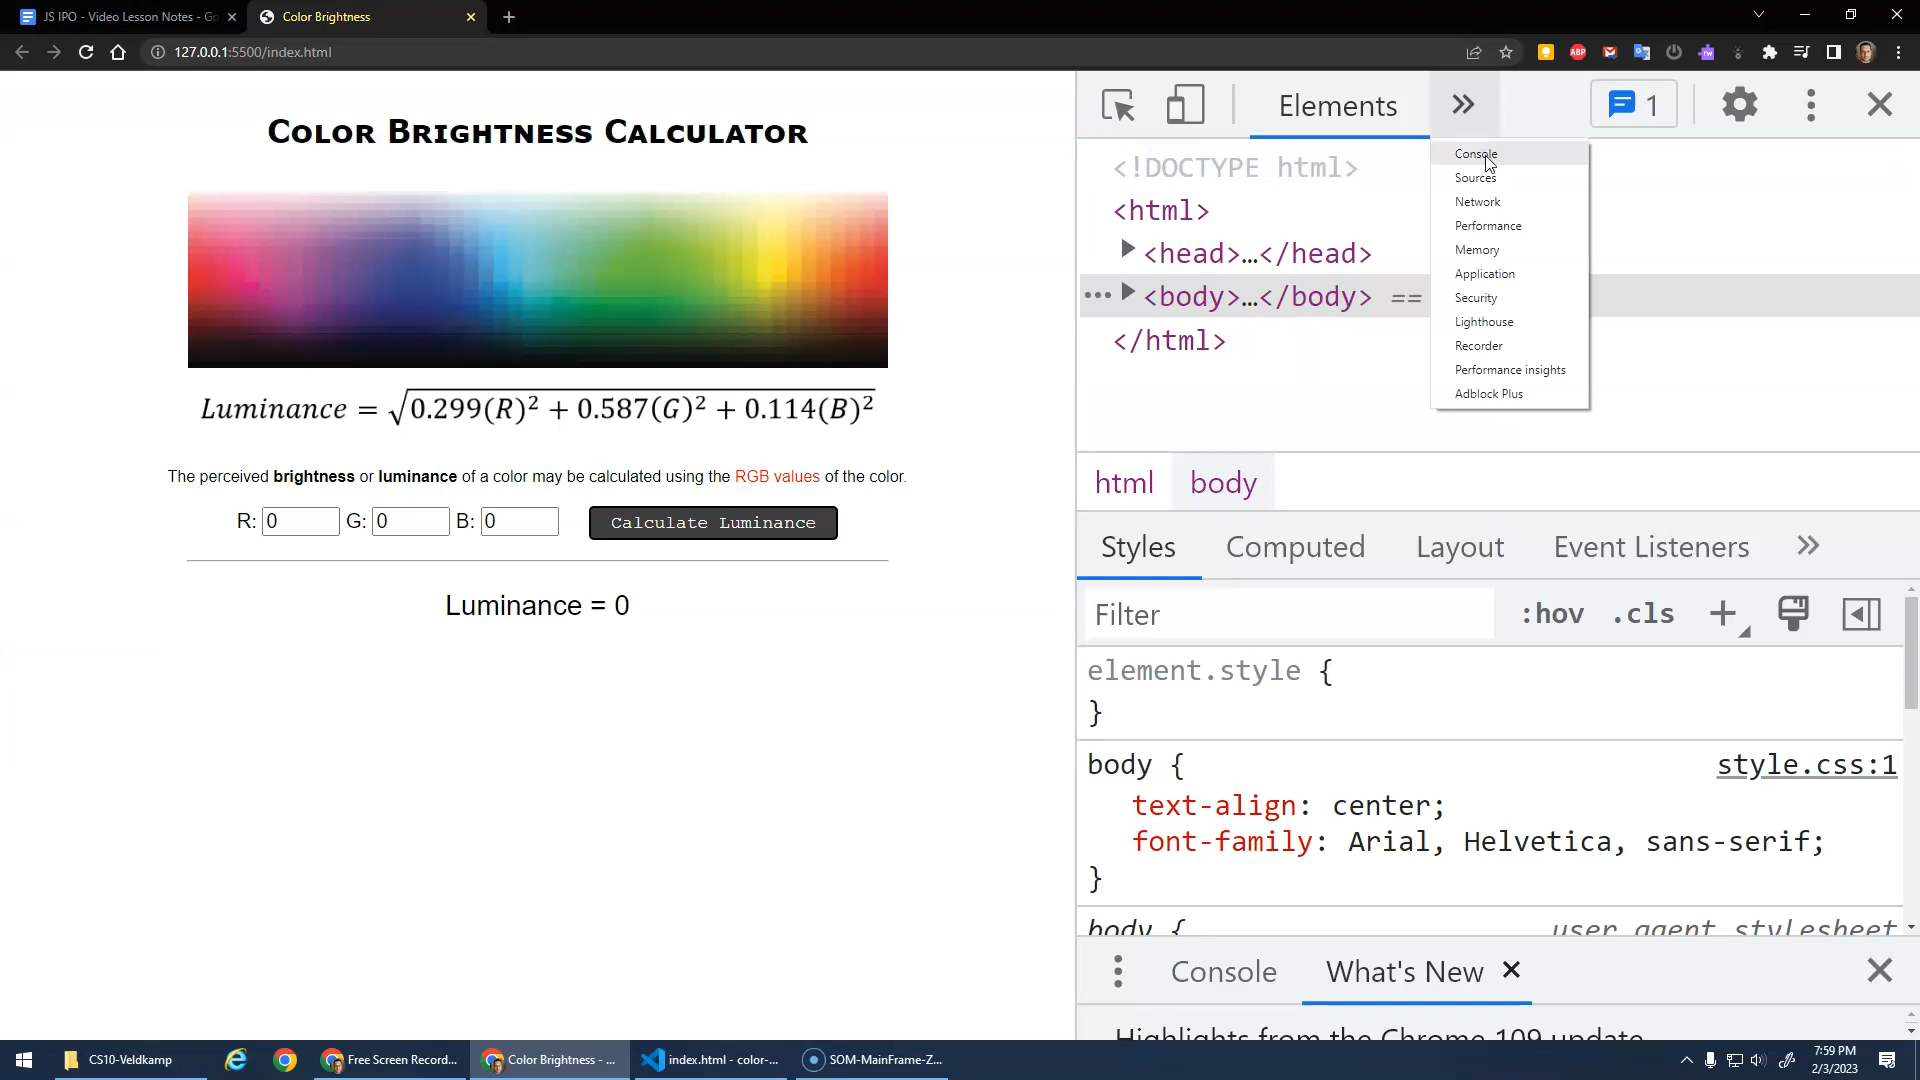 JS IPO - Video Lesson Notes - Go
Color Brightness
127.0.0.1:5500/index.html
Color Brightness Calculator
Luminance = √0.299(R)² + 0.587(G)² + 0.114(B)²
The perceived brightness or luminance of a color may be calculated using the RGB values of the color.
R: 0 G: 0 B: 0 Calculate Luminance
Luminance = 0
Elements
1
<!DOCTYPE html>
<html>
<head>…</head>
<body>…</body> ==
</html>
Console
Sources
Network
Performance
Memory
Application
Security
Lighthouse
Recorder
Performance insights
Adblock Plus
html body
Styles Computed Layout Event Listeners
Filter :hov .cls
element.style {
}
body { style.css:1
text-align: center;
font-family: Arial, Helvetica, sans-serif;
}
body { user agent stylesheet
Console What's New
Highlights from the Chrome 109 update
CS10-Veldkamp
Free Screen Record...
Color Brightness - ...
index.html - color-...
SOM-MainFrame-Z...
7:59 PM
2/3/2023